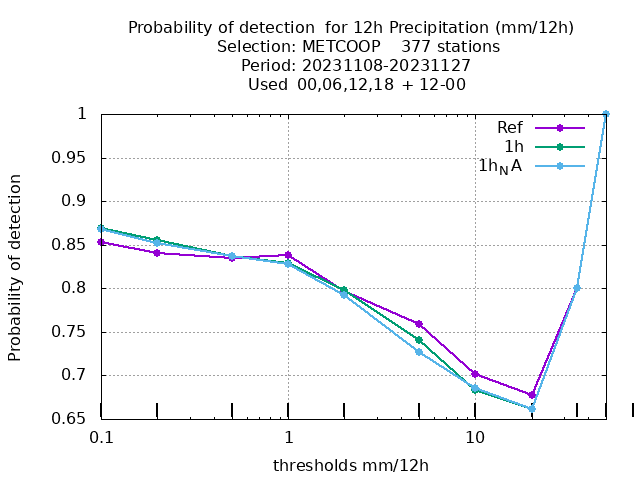 Probability of detection for 12h Precipitation (mm/12h)
Selection: METCOOP 377 stations
Period: 20231108-20231127
Used 00,06,12,18 + 12-00
Ref
1h
1hNA
1
0.95
0.9
0.85
0.8
0.75
0.7
0.65
Probability of detection
0.1 1 10
thresholds mm/12h